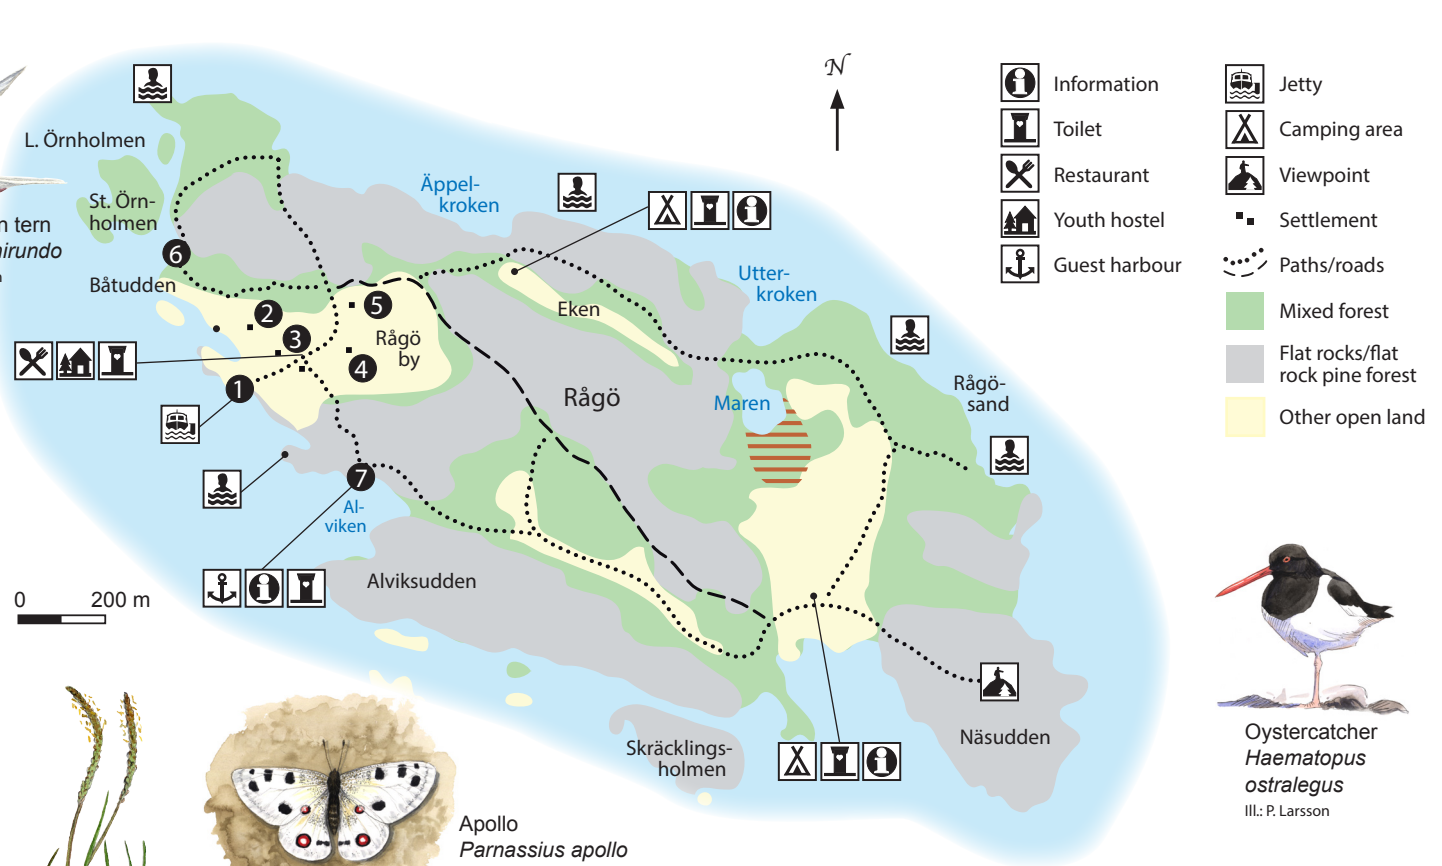 L. Örnholmen
St. Örn-
holmen
tern
hirundo
Båtudden
6
2
3
5
4
1
7
Rågö
by
Äppel-
kroken
Eken
Utter-
kroken
Rågö
Maren
Rågö-
sand
Al-
viken
Alviksudden
Skräcklings-
holmen
Näsudden
N
0 200 m
Information
Toilet
Restaurant
Youth hostel
Guest harbour
Jetty
Camping area
Viewpoint
Settlement
Paths/roads
Mixed forest
Flat rocks/flat
rock pine forest
Other open land
Oystercatcher
Haematopus
ostralegus
Ill.: P. Larsson
Apollo
Parnassius apollo